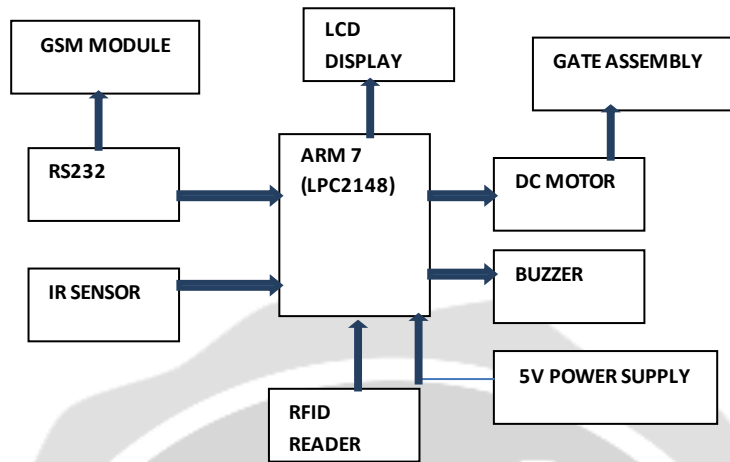 GSM MODULE
LCD
DISPLAY
GATE ASSEMBLY
RS232
ARM 7
(LPC2148)
DC MOTOR
IR SENSOR
BUZZER
RFID
READER
5V POWER SUPPLY